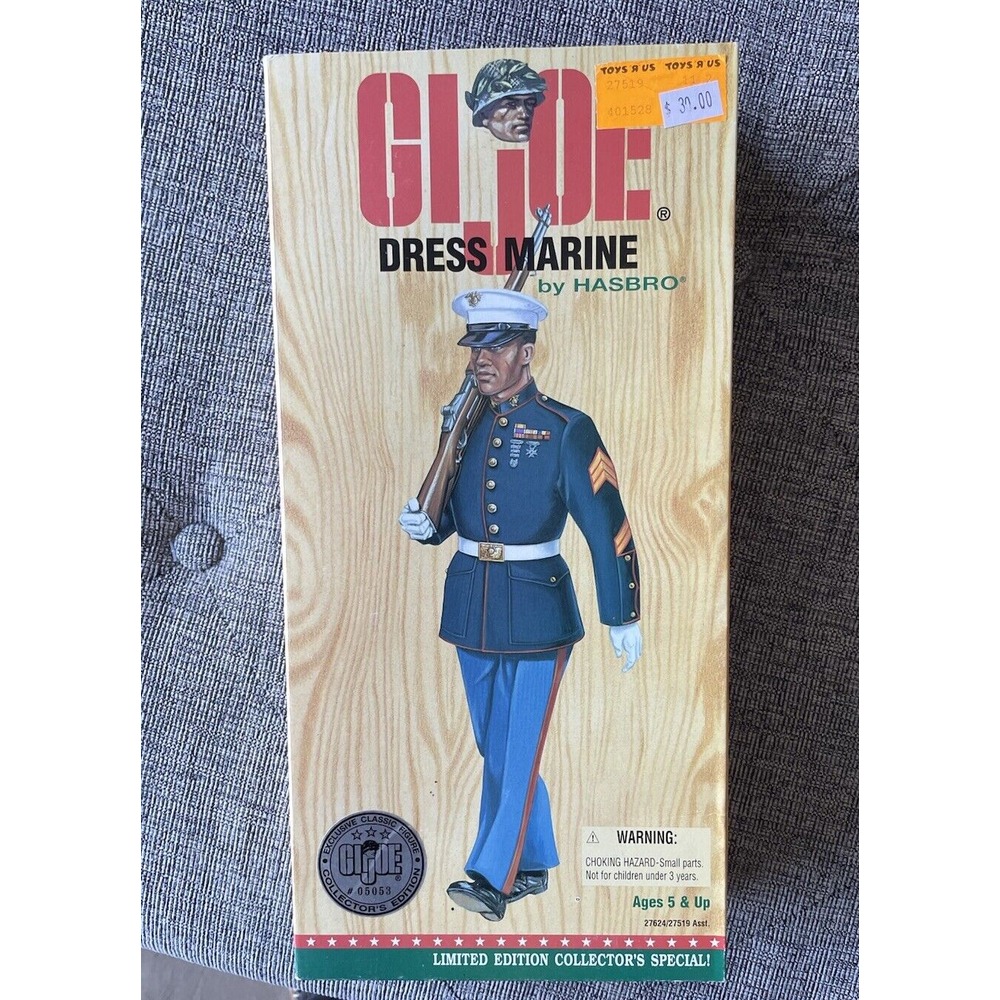 GI JOE®
TOYS R US TOYS R US
27519
401528
$ 30.00
DRESS MARINE
by HASBRO®
EXCLUSIVE CLASSIC FIGURE
GI JOE®
# 05053
COLLECTOR'S EDITION
⚠ WARNING:
CHOKING HAZARD-Small parts.
Not for children under 3 years.
Ages 5 & Up
27624/27519 Asst.
LIMITED EDITION COLLECTOR'S SPECIAL!